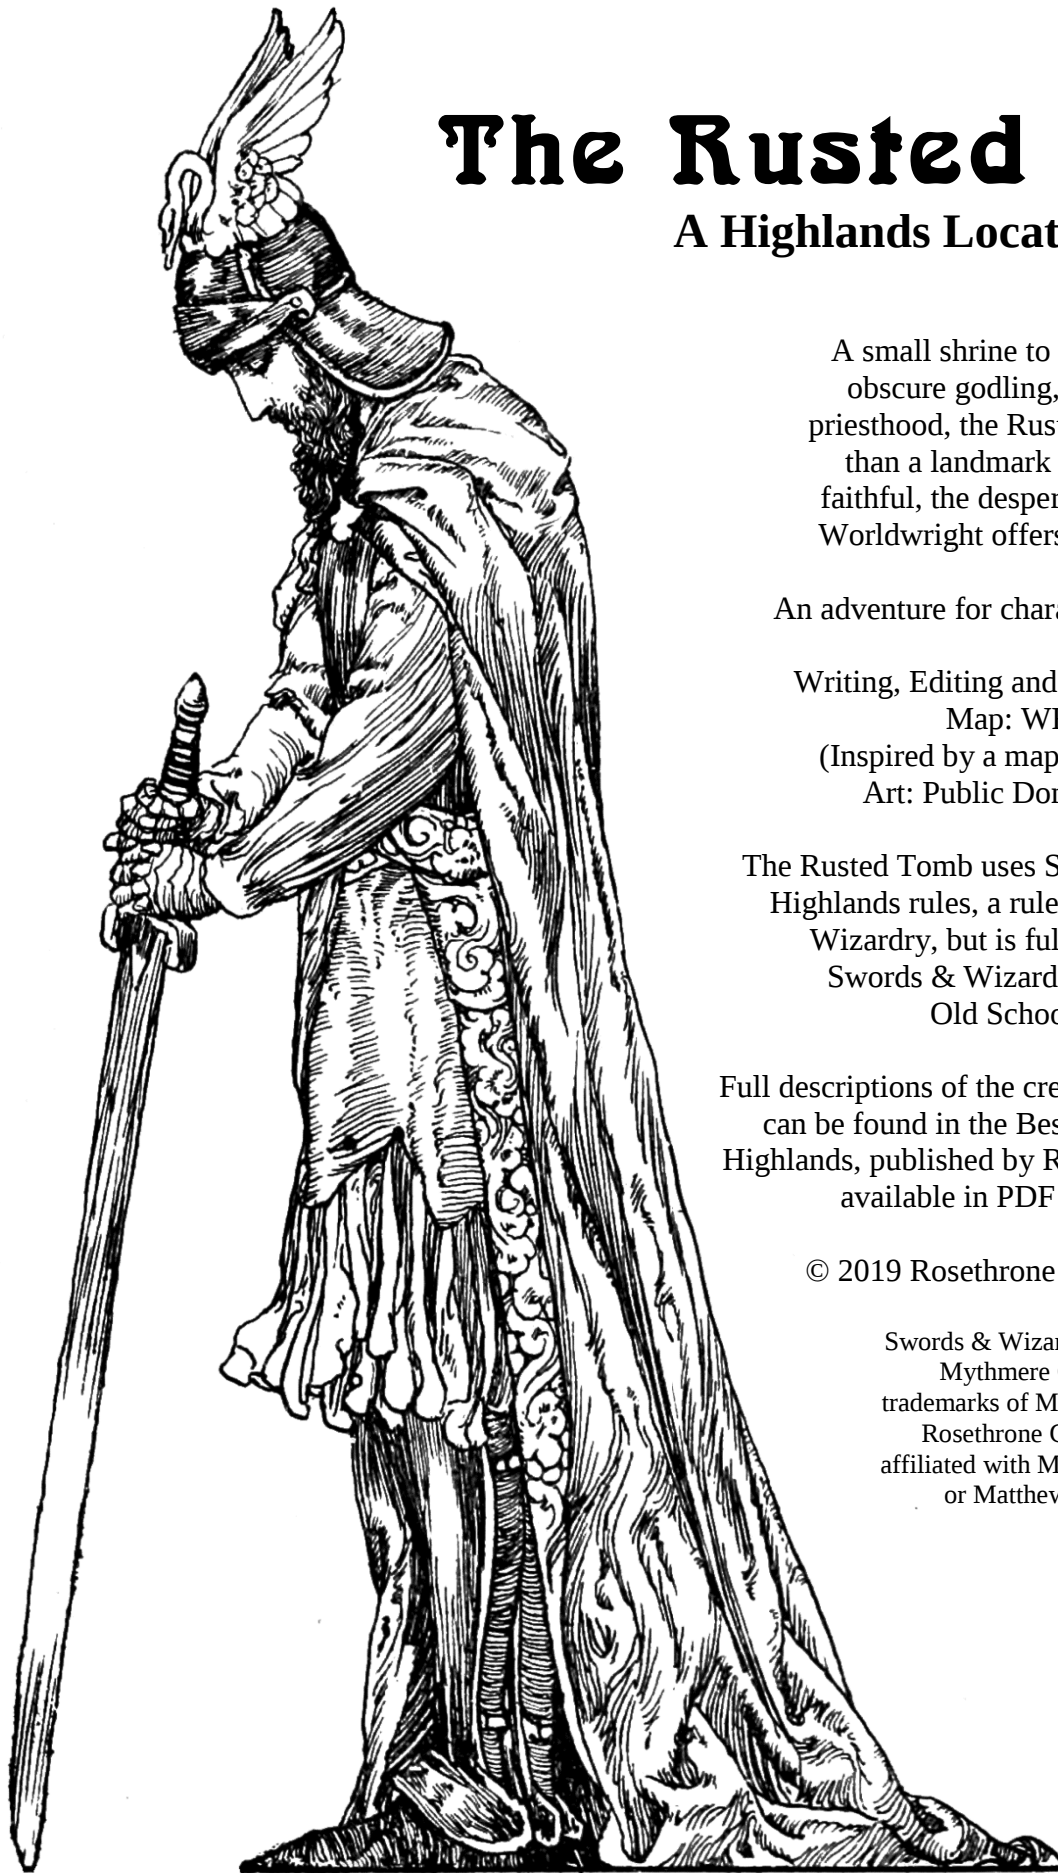 The Rusted
A Highlands Locat
A small shrine to
obscure godling,
priesthood, the Rus
than a landmark
faithful, the desper
Worldwright offers
An adventure for chara
Writing, Editing and
Map: W
(Inspired by a map
Art: Public Dor
The Rusted Tomb uses S
Highlands rules, a rule
Wizardry, but is ful
Swords & Wizard
Old Schoo
Full descriptions of the cre
can be found in the Bes
Highlands, published by R
available in PDF
© 2019 Rosethrone
Swords & Wizar
Mythmere
trademarks of M
Rosethrone
affiliated with M
or Matthew